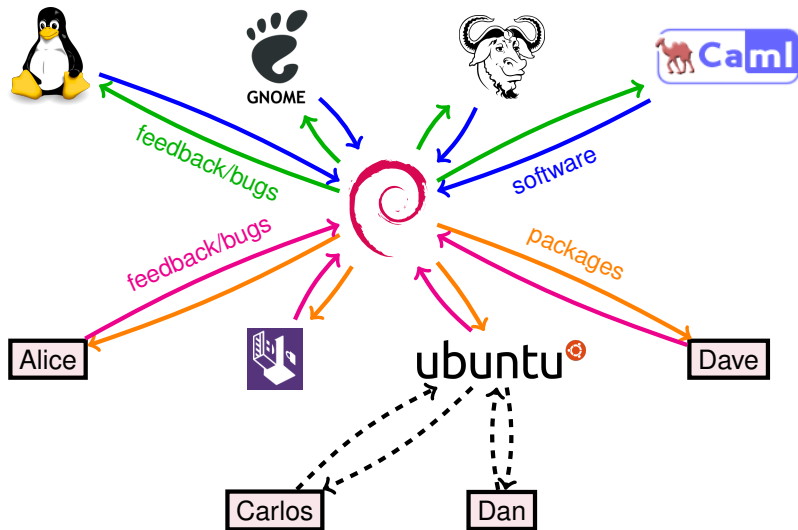 GNOME
Caml
feedback/bugs
software
feedback/bugs
packages
Alice
ubuntu
Dave
Carlos
Dan